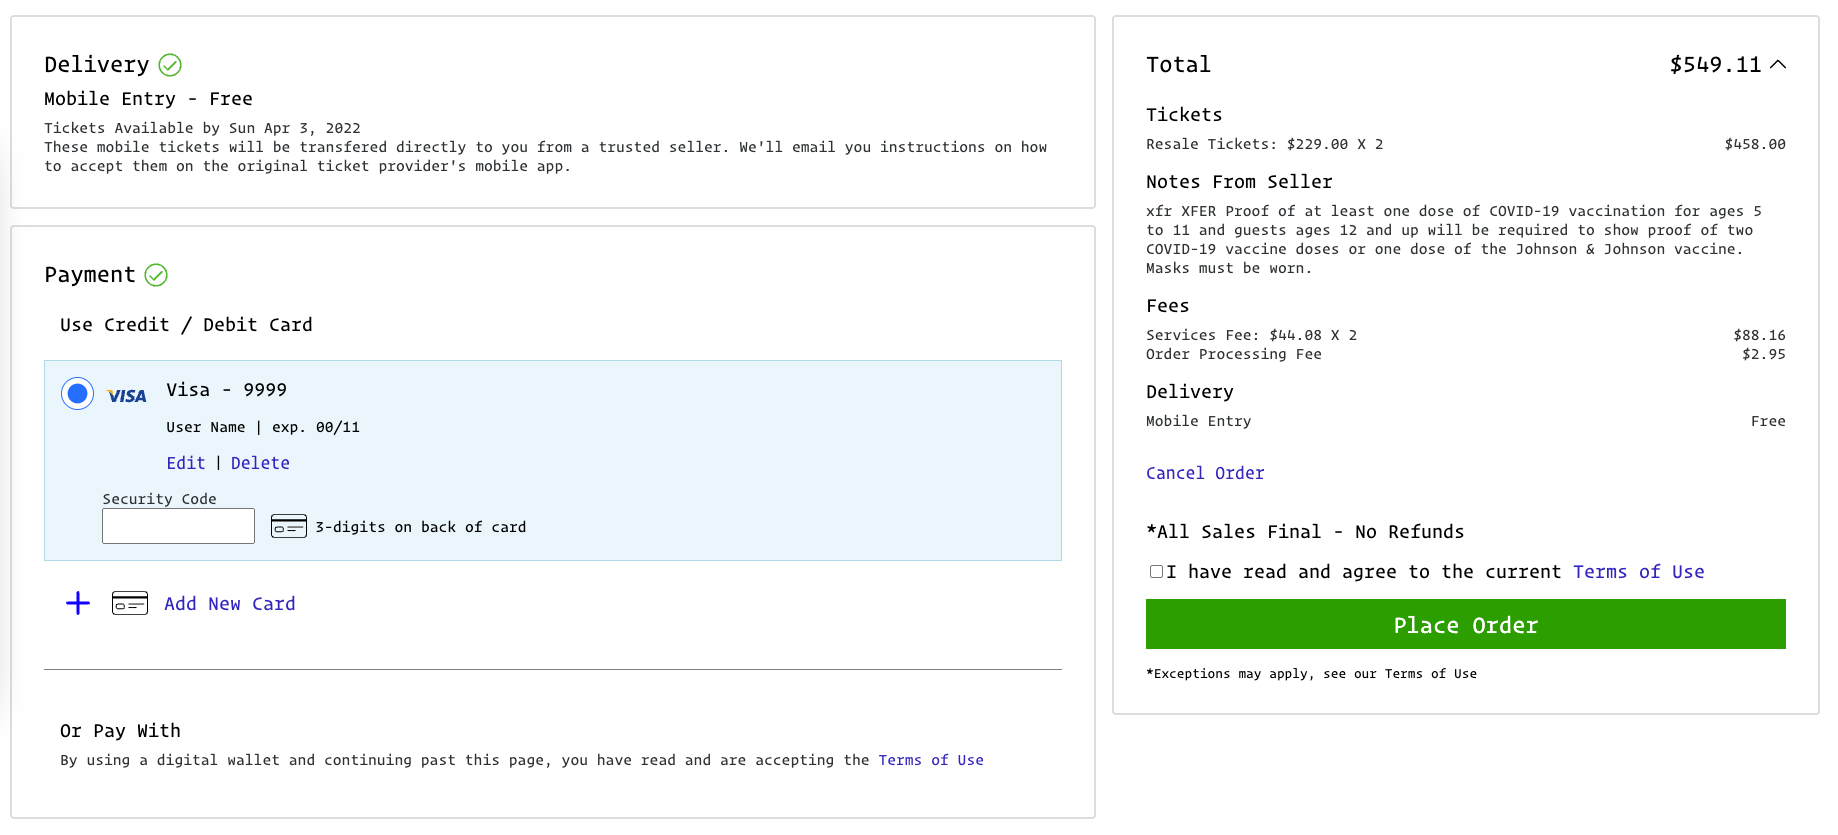 Delivery
Mobile Entry - Free
Tickets Available by Sun Apr 3, 2022
These mobile tickets will be transfered directly to you from a trusted seller. We'll email you instructions on how
to accept them on the original ticket provider's mobile app.
Payment
Use Credit / Debit Card
VISA Visa - 9999
User Name | exp. 00/11
Edit | Delete
Security Code
3-digits on back of card
Add New Card
Or Pay With
By using a digital wallet and continuing past this page, you have read and are accepting the Terms of Use
Total $549.11
Tickets
Resale Tickets: $229.00 X 2 $458.00
Notes From Seller
xfr XFER Proof of at least one dose of COVID-19 vaccination for ages 5
to 11 and guests ages 12 and up will be required to show proof of two
COVID-19 vaccine doses or one dose of the Johnson & Johnson vaccine.
Masks must be worn.
Fees
Services Fee: $44.08 X 2 $88.16
Order Processing Fee $2.95
Delivery
Mobile Entry Free
Cancel Order
*All Sales Final - No Refunds
I have read and agree to the current Terms of Use
Place Order
*Exceptions may apply, see our Terms of Use